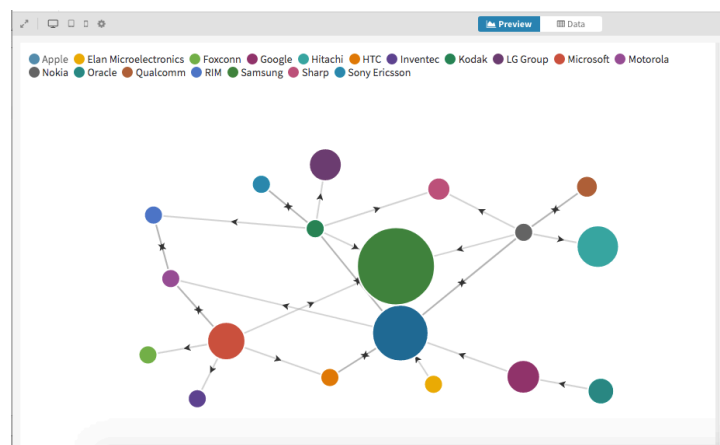 Preview Data
Apple Elan Microelectronics Foxconn Google Hitachi HTC Inventec Kodak LG Group Microsoft Motorola
Nokia Oracle Qualcomm RIM Samsung Sharp Sony Ericsson